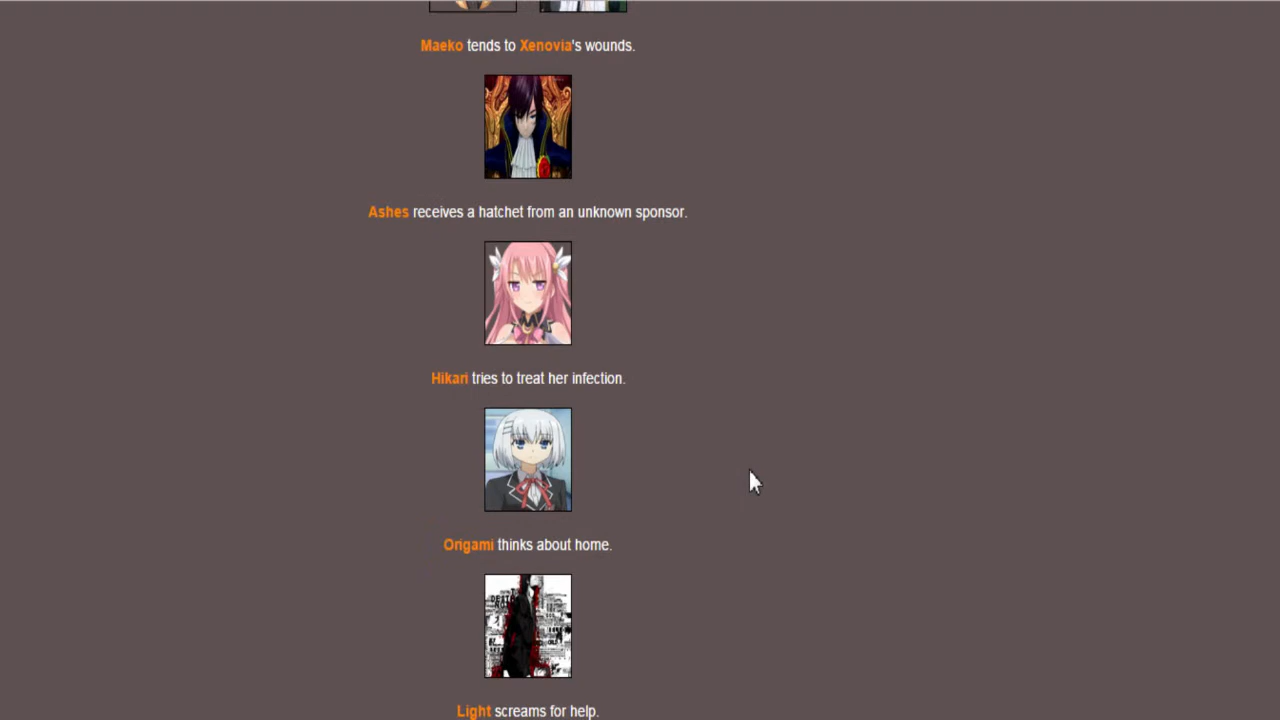 Maeko tends to Xenovia's wounds.
Ashes receives a hatchet from an unknown sponsor.
Hikari tries to treat her infection.
Origami thinks about home.
Light screams for help.